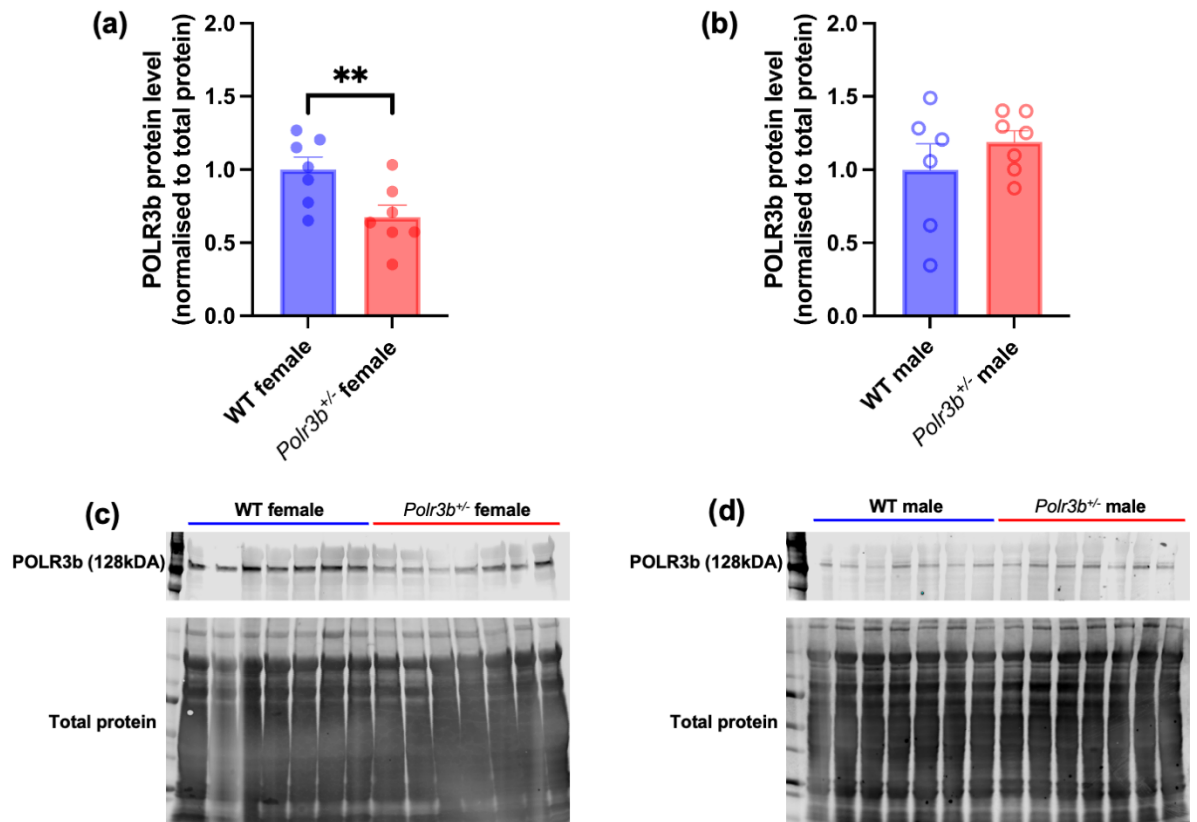 (a)
POLR3b protein level
(normalised to total protein)
2.0
1.5
1.0
0.5
0.0
**
WT female
Polr3b+/- female
(b)
POLR3b protein level
(normalised to total protein)
2.0
1.5
1.0
0.5
0.0
WT male
Polr3b+/- male
(c)
WT female
Polr3b+/- female
POLR3b (128kDA)
Total protein
(d)
WT male
Polr3b+/- male
POLR3b (128kDA)
Total protein